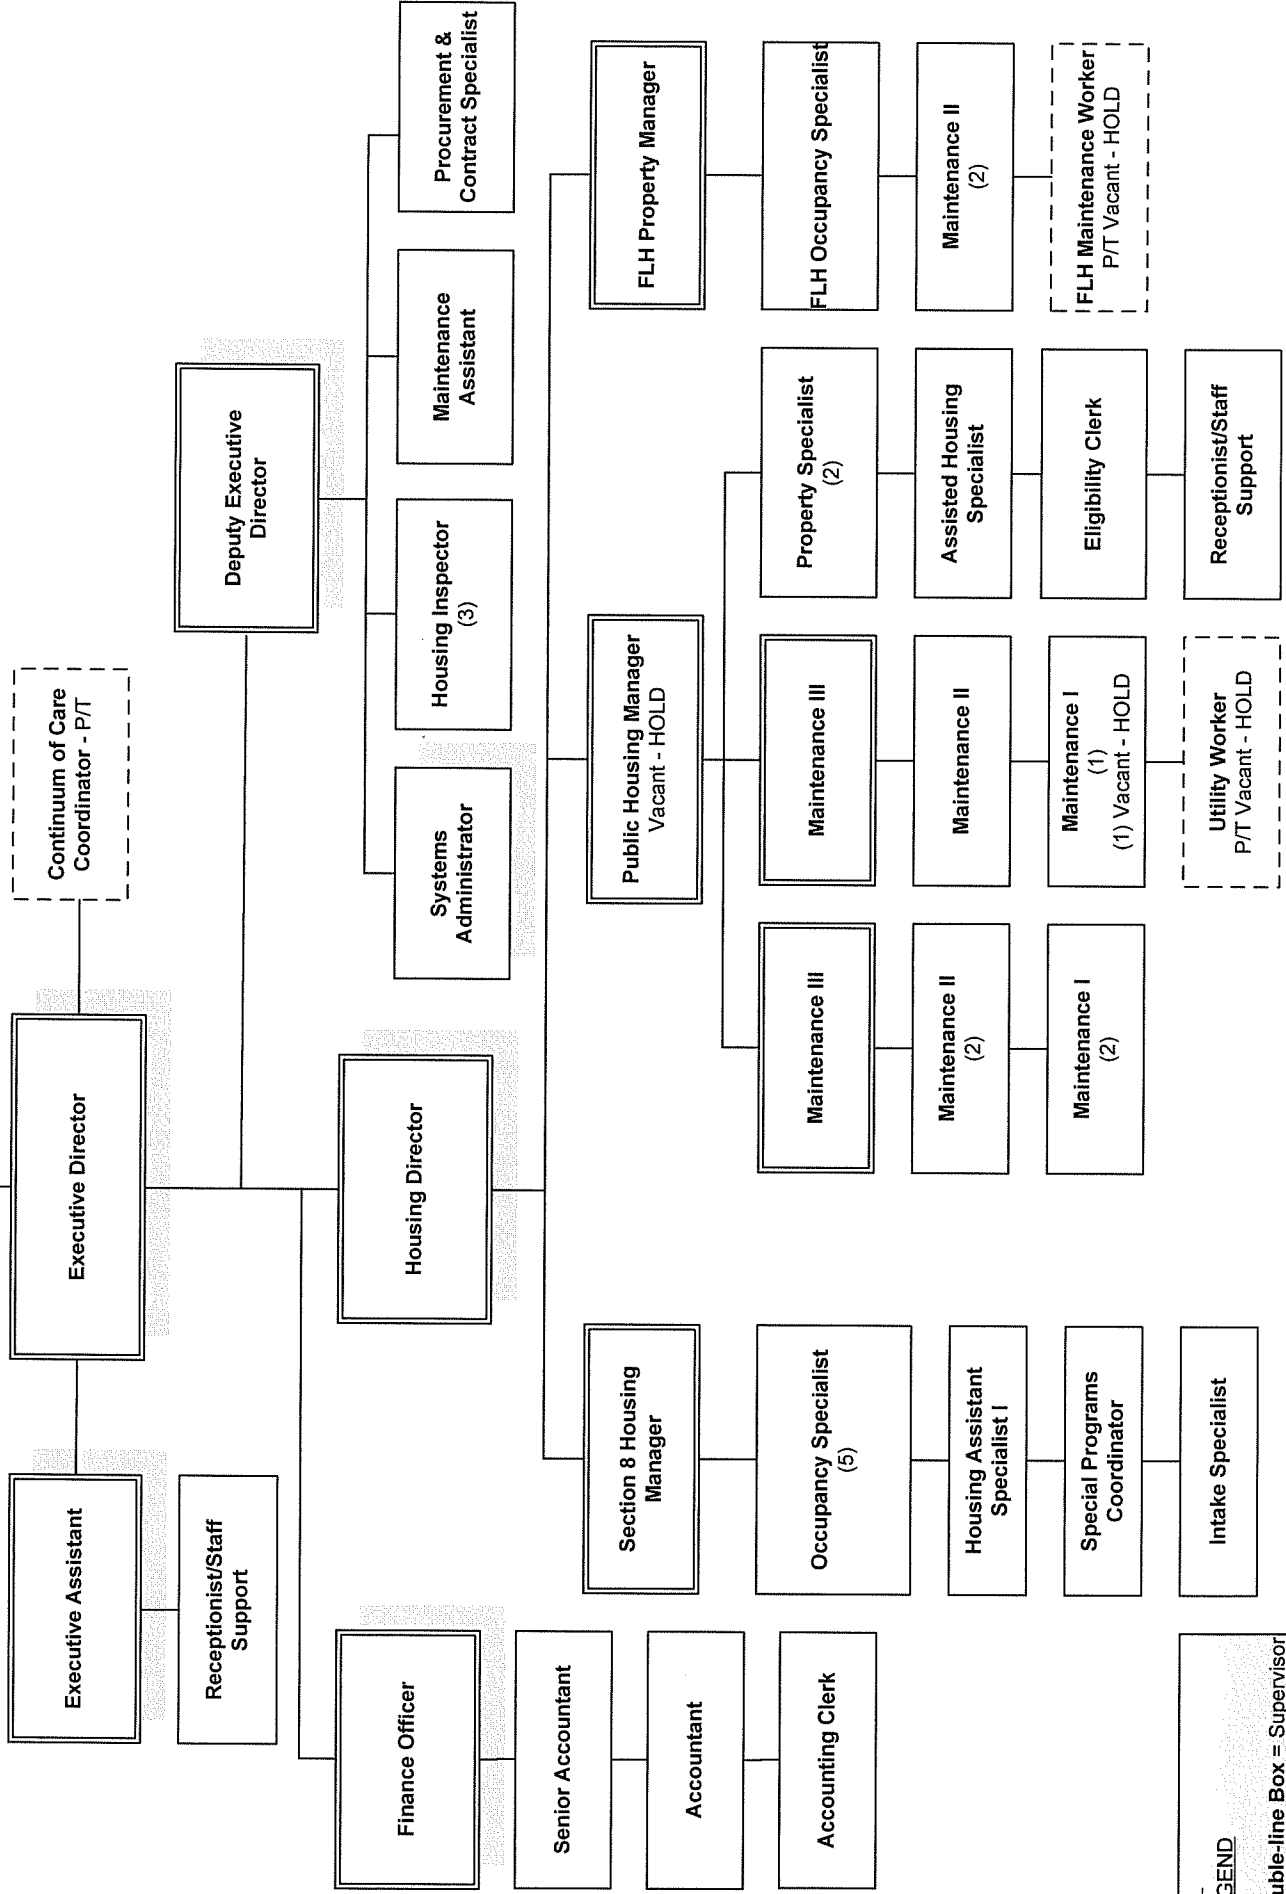 Continuum of Care
Coordinator - P/T
Executive Director
Executive Assistant
Receptionist/Staff
Support
Deputy Executive
Director
Procurement &
Contract Specialist
Maintenance
Assistant
Housing Inspector
(3)
Systems
Administrator
Housing Director
Finance Officer
Senior Accountant
Accountant
Accounting Clerk
Section 8 Housing
Manager
Occupancy Specialist
(5)
Housing Assistant
Specialist I
Special Programs
Coordinator
Intake Specialist
Public Housing Manager
Vacant - HOLD
Maintenance III
Maintenance II
(2)
Maintenance I
(2)
Maintenance III
Maintenance II
Maintenance I
(1)
(1) Vacant - HOLD
Utility Worker
P/T Vacant - HOLD
Property Specialist
(2)
Assisted Housing
Specialist
Eligibility Clerk
Receptionist/Staff
Support
FLH Property Manager
FLH Occupancy Specialist
Maintenance II
(2)
FLH Maintenance Worker
P/T Vacant - HOLD
GEND
uble-line Box = Supervisor